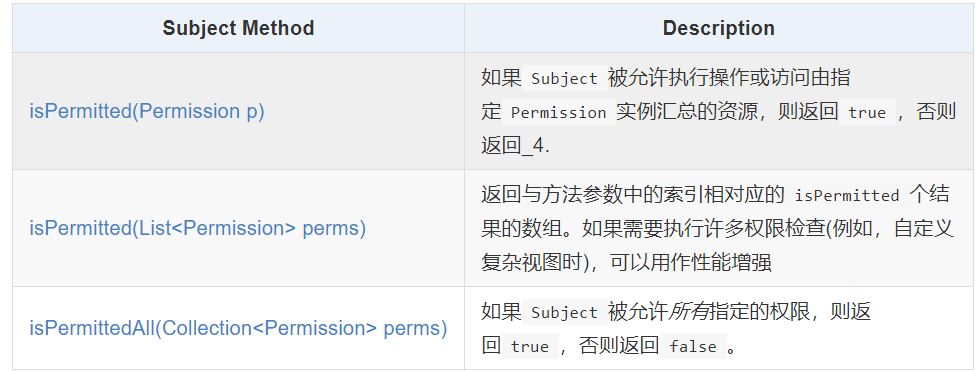 Subject Method
Description
isPermitted(Permission p)
如果 Subject 被允许执行操作或访问由指
定 Permission 实例汇总的资源，则返回 true ，否则
返回_4.
isPermitted(List<Permission> perms)
返回与方法参数中的索引相对应的 isPermitted 个结
果的数组。如果需要执行许多权限检查(例如，自定义
复杂视图时)，可以用作性能增强
isPermittedAll(Collection<Permission> perms)
如果 Subject 被允许所有指定的权限，则返
回 true ，否则返回 false 。